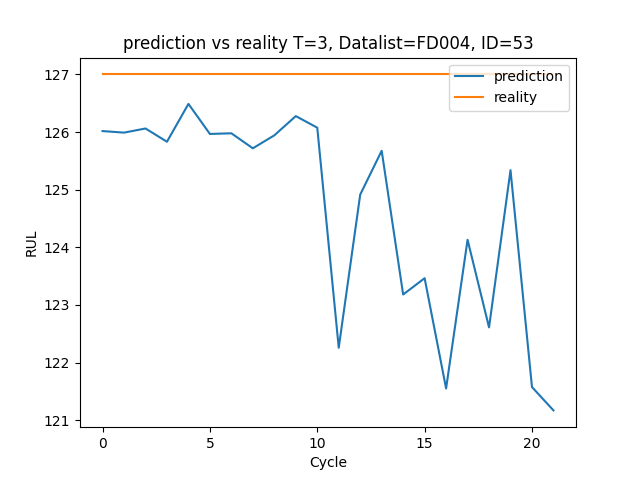 prediction vs reality T=3, Datalist=FD004, ID=53
127
126
125
124
123
122
121
RUL
prediction
reality
0 5 10 15 20
Cycle